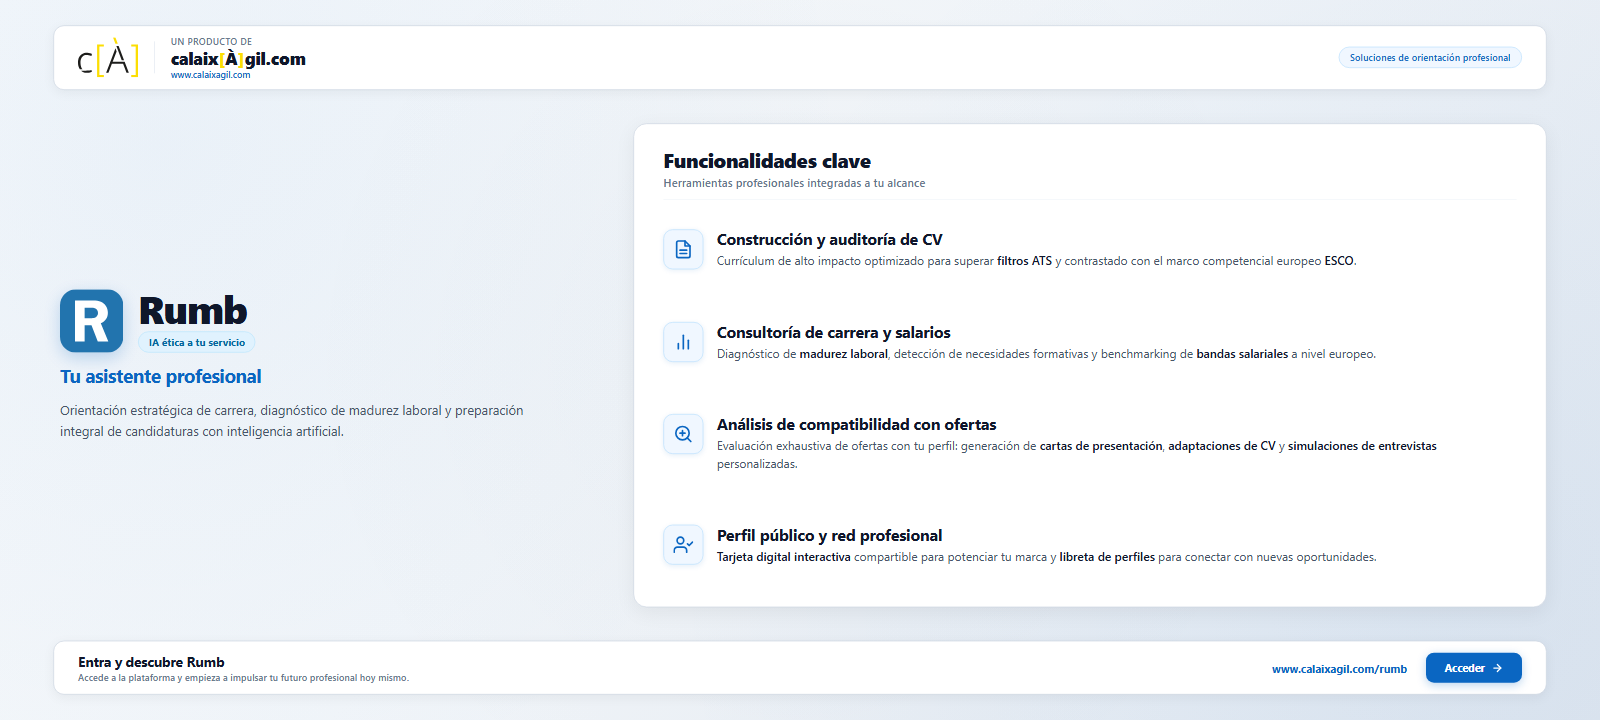 c[À]
UN PRODUCTO DE
calaix[À]gil.com
www.calaixagil.com
Soluciones de orientación profesional
R
Rumb
IA ética a tu servicio
Tu asistente profesional
Orientación estratégica de carrera, diagnóstico de madurez laboral y preparación
integral de candidaturas con inteligencia artificial.
Funcionalidades clave
Herramientas profesionales integradas a tu alcance
Construcción y auditoría de CV
Currículum de alto impacto optimizado para superar filtros ATS y contrastado con el marco competencial europeo ESCO.
Consultoría de carrera y salarios
Diagnóstico de madurez laboral, detección de necesidades formativas y benchmarking de bandas salariales a nivel europeo.
Análisis de compatibilidad con ofertas
Evaluación exhaustiva de ofertas con tu perfil: generación de cartas de presentación, adaptaciones de CV y simulaciones de entrevistas
personalizadas.
Perfil público y red profesional
Tarjeta digital interactiva compartible para potenciar tu marca y libreta de perfiles para conectar con nuevas oportunidades.
Entra y descubre Rumb
Accede a la plataforma y empieza a impulsar tu futuro profesional hoy mismo.
www.calaixagil.com/rumb
Acceder →